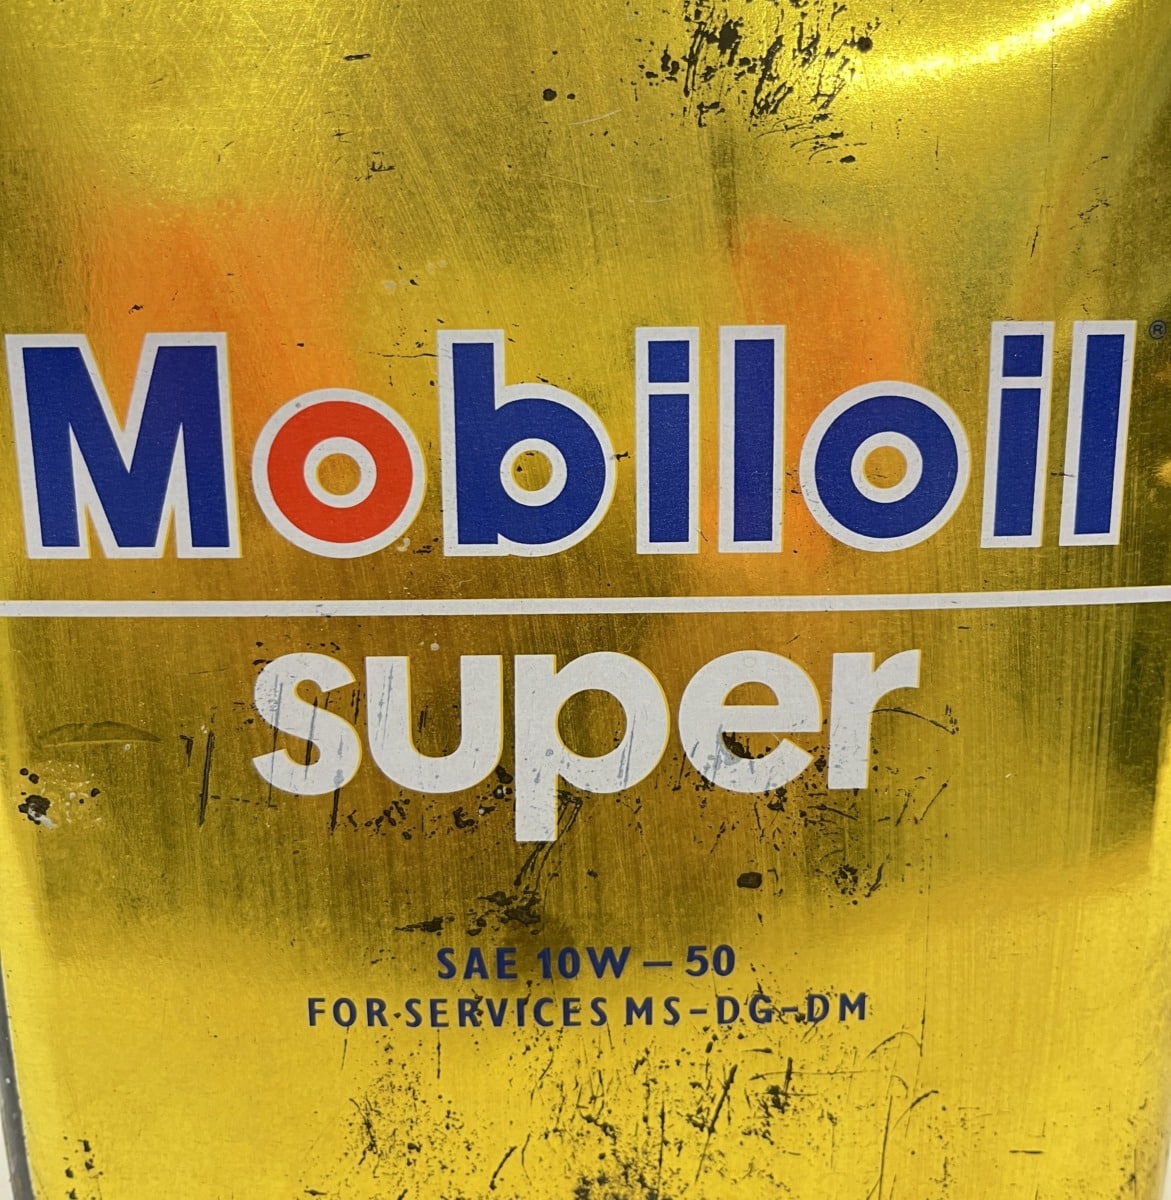 Mobiloil®
super
SAE 10W – 50
FOR SERVICES MS-DG-DM